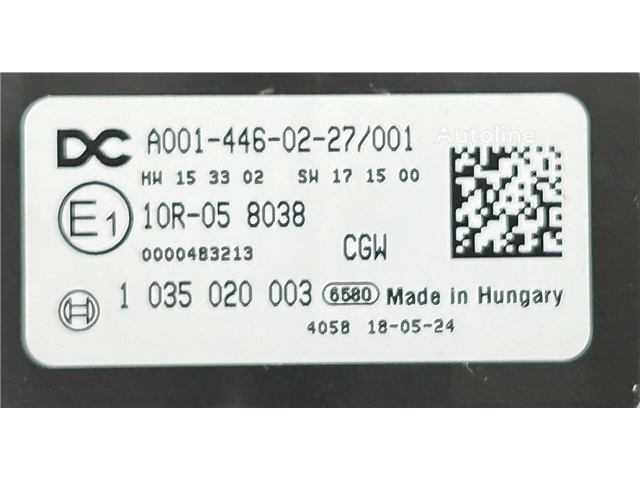 DC A001-446-02-27/001
Autoline
HW 15 33 02 SW 17 15 00
E1 10R-05 8038
0000483213 CGW
1 035 020 003 6580 Made in Hungary
4058 18-05-24